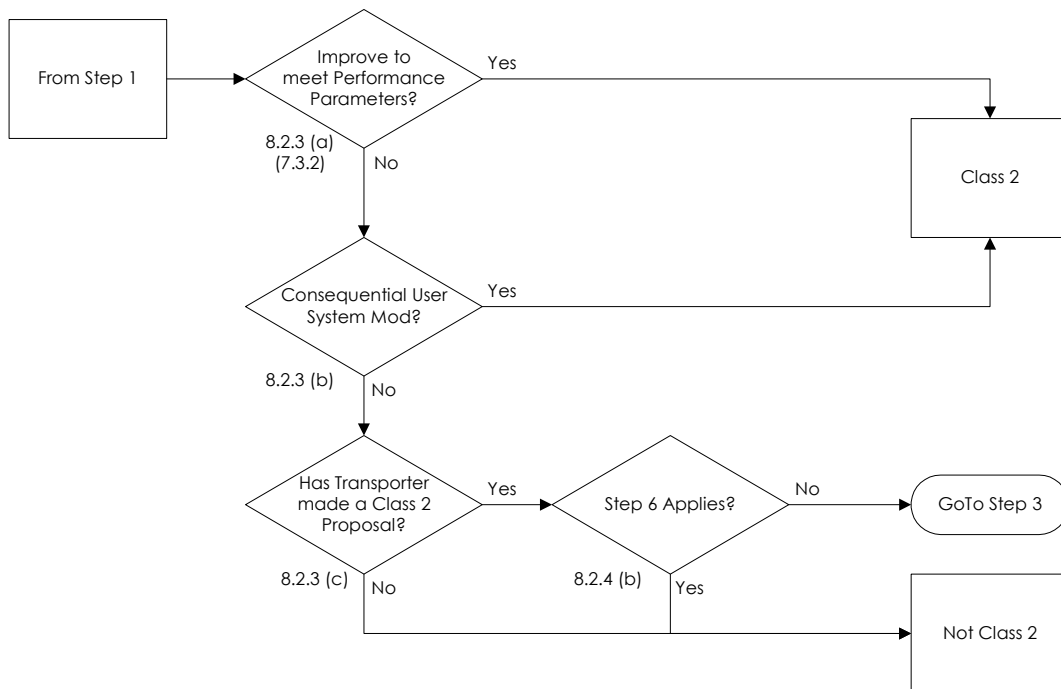 From Step 1
Improve to
meet Performance
Parameters?
Yes
8.2.3 (a)
(7.3.2)
No
Class 2
Consequential User
System Mod?
Yes
8.2.3 (b)
No
Has Transporter
made a Class 2
Proposal?
Yes
Step 6 Applies?
No
GoTo Step 3
8.2.3 (c)
No
8.2.4 (b)
Yes
Not Class 2